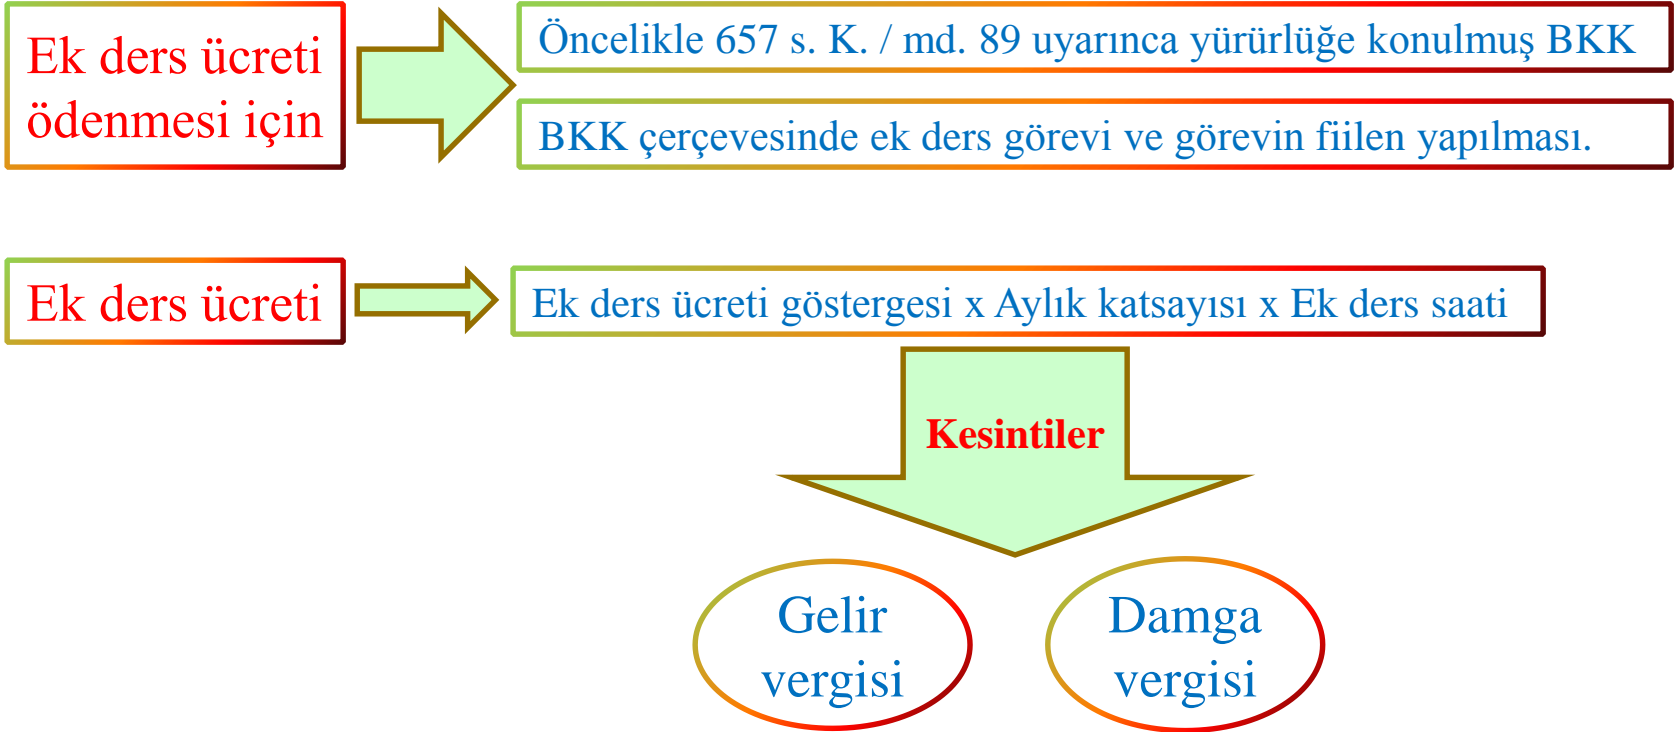 Ek ders ücreti
ödenmesi için
Öncelikle 657 s. K. / md. 89 uyarınca yürürlüğe konulmuş BKK
BKK çerçevesinde ek ders görevi ve görevin fiilen yapılması.
Ek ders ücreti
Ek ders ücreti göstergesi x Aylık katsayısı x Ek ders saati
Kesintiler
Gelir
vergisi
Damga
vergisi